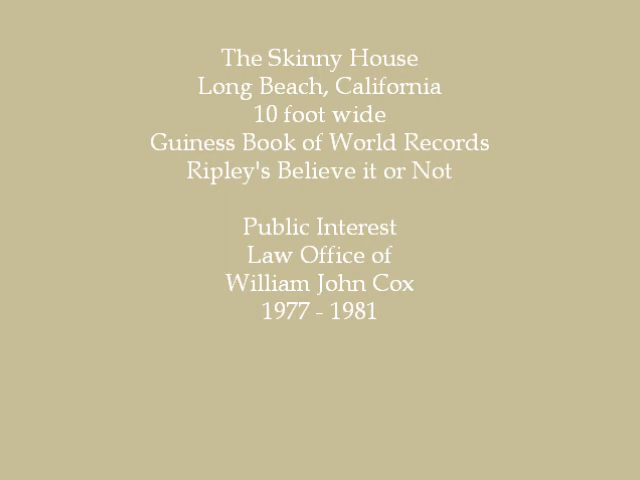 The Skinny House
Long Beach, California
10 foot wide
Guiness Book of World Records
Ripley's Believe it or Not
Public Interest
Law Office of
William John Cox
1977 - 1981